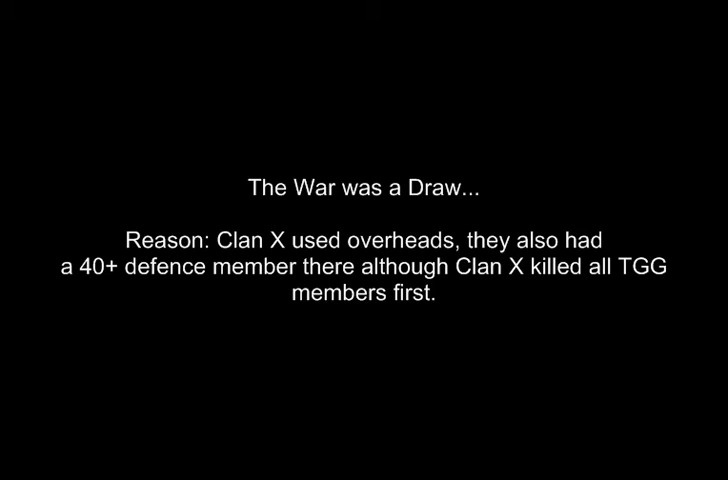 The War was a Draw...
Reason: Clan X used overheads, they also had
a 40+ defence member there although Clan X killed all TGG
members first.